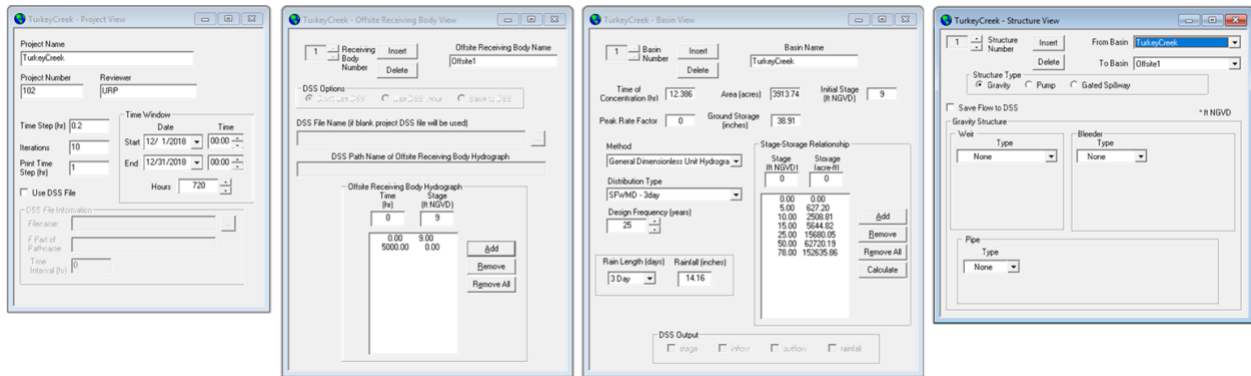 TurkeyCreek - Project View
Project Name
TurkeyCreek
Project Number Reviewer
102 URP
Time Step (hr) 0.2
Iterations 10
Print Time Step (hr) 1
Time Window
Date Time
Start 12/ 1/2018 00:00
End 12/31/2018 00:00
Hours 720
Use DSS File
DSS File Information
Filename
F Part of Pathname
Time Interval (hr) 0
TurkeyCreek - Offsite Receiving Body View
1 Receiving Body Number
Insert
Delete
Offsite Receiving Body Name
Offsite1
DSS Options
Don't use DSS Use DSS Save to DSS
DSS File Name (if blank project DSS file will be used)
DSS Path Name of Offsite Receiving Body Hydrograph
Offsite Receiving Body Hydrograph
Time (hr) Stage (ft NGVD)
0 9
0.00 9.00
5000.00 0.00
Add
Remove
Remove All
TurkeyCreek - Basin View
1 Basin Number
Insert
Delete
Basin Name
TurkeyCreek
Time of Concentration (hr) 12.386
Area (acres) 3913.74
Initial Stage (ft NGVD) 9
Peak Rate Factor 0
Ground Storage (inches) 38.91
Method
General Dimensionless Unit Hydrogra
Distribution Type
SFWMD - 3day
Design Frequency (years)
25
Rain Length (days) Rainfall (inches)
3 Day 14.16
Stage-Storage Relationship
Stage (ft NGVD) Storage (acre-ft)
0 0
0.00 0.00
5.00 627.20
10.00 2508.81
15.00 5644.82
25.00 15680.05
50.00 62720.19
78.00 152635.86
Add
Remove
Remove All
Calculate
DSS Output
stage inflow outflow rainfall
TurkeyCreek - Structure View
1 Structure Number
Insert
Delete
From Basin TurkeyCreek
To Basin Offsite1
Structure Type
Gravity Pump Gated Spillway
Save Flow to DSS
* ft NGVD
Gravity Structure
Weir
Type
None
Bleeder
Type
None
Pipe
Type
None